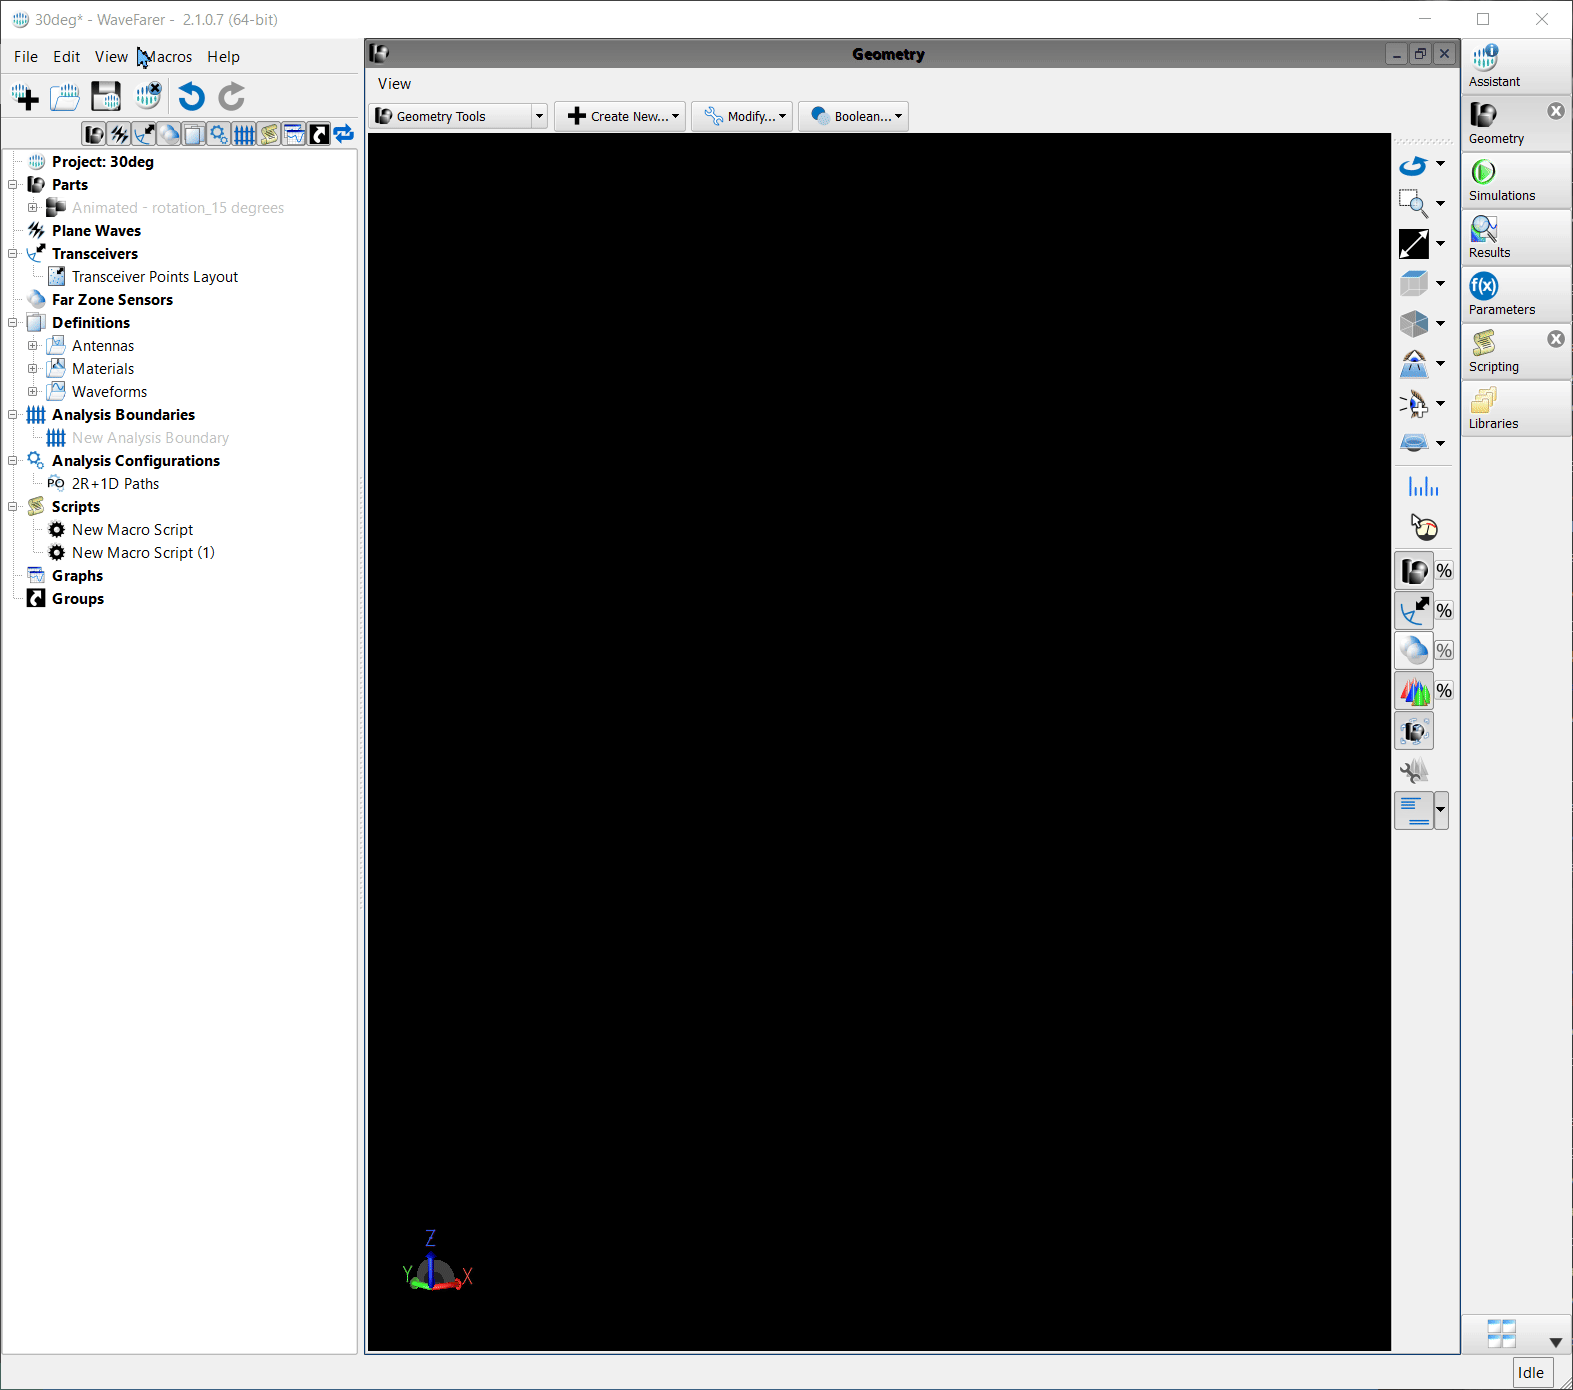 30deg* - WaveFarer - 2.1.0.7 (64-bit)
File Edit View Macros Help
Project: 30deg
Parts
Animated - rotation_15 degrees
Plane Waves
Transceivers
Transceiver Points Layout
Far Zone Sensors
Definitions
Antennas
Materials
Waveforms
Analysis Boundaries
New Analysis Boundary
Analysis Configurations
PO 2R+1D Paths
Scripts
New Macro Script
New Macro Script (1)
Graphs
Groups
Geometry
View
Geometry Tools Create New... Modify... Boolean...
Z
Y X
%
%
%
%
Assistant
Geometry
Simulations
Results
f(x)
Parameters
Scripting
Libraries
Idle